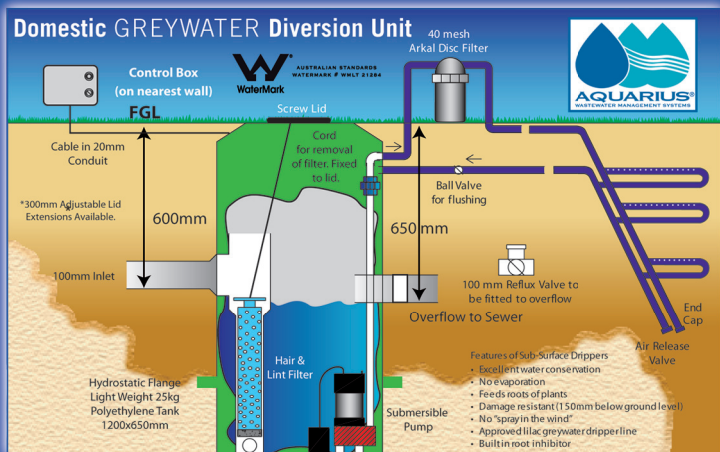 Domestic GREYWATER Diversion Unit
40 mesh
Arkal Disc Filter
AUSTRALIAN STANDARDS
WATERMARK # WMLT 21284
WaterMark
AQUARIUS®
WASTEWATER MANAGEMENT SYSTEMS
Control Box
(on nearest wall)
FGL
Screw Lid
Cable in 20mm
Conduit
Cord
for removal
of filter. Fixed
to lid.
Ball Valve
for flushing
*300mm Adjustable Lid
Extensions Available.
600mm
650mm
100mm Inlet
100 mm Reflux Valve to
be fitted to overflow
Overflow to Sewer
End
Cap
Air Release
Valve
Hair &
Lint Filter
Hydrostatic Flange
Light Weight 25kg
Polyethylene Tank
1200x650mm
Submersible
Pump
Features of Sub-Surface Drippers
• Excellent water conservation
• No evaporation
• Feeds roots of plants
• Damage resistant (150mm below ground level)
• No "spray in the wind"
• Approved lilac greywater dripper line
• Built in root inhibitor